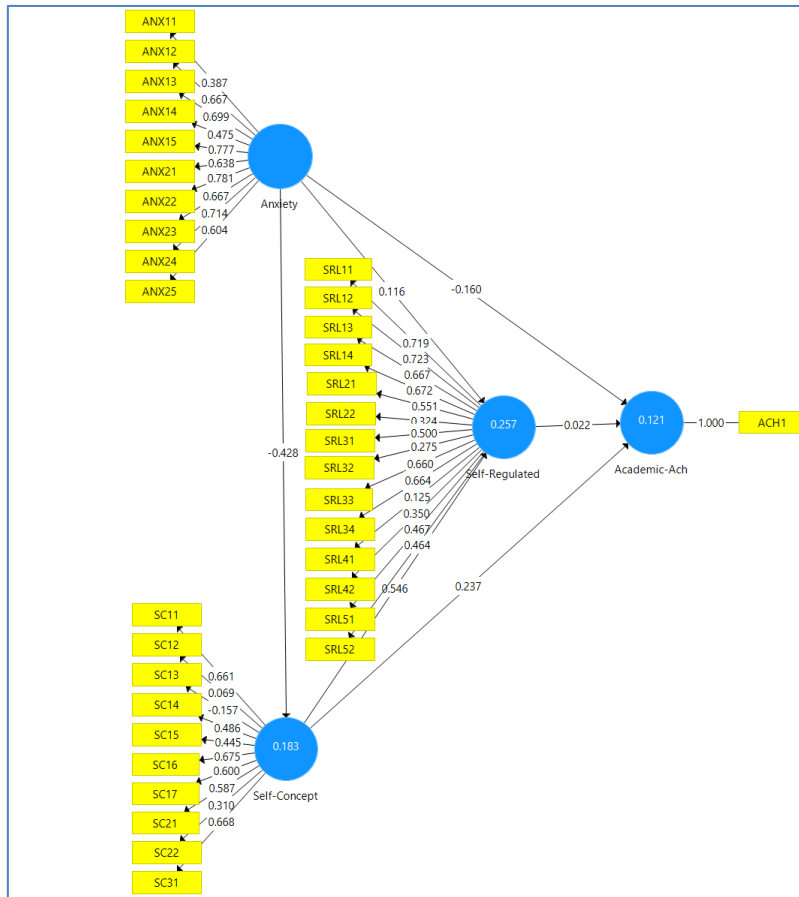 ANX11
ANX12
ANX13
ANX14
ANX15
ANX21
ANX22
ANX23
ANX24
ANX25
0.387
0.667
0.699
0.475
0.777
0.638
0.781
0.667
0.714
0.604
Anxiety
SRL11
SRL12
SRL13
SRL14
SRL21
SRL22
SRL31
SRL32
SRL33
SRL34
SRL41
SRL42
SRL51
SRL52
0.116
-0.160
0.719
0.723
0.667
0.672
0.551
0.324
0.500
0.275
0.660
0.664
0.125
0.350
0.467
0.464
0.546
0.257
Self-Regulated
0.022
0.121
Academic-Ach
1.000
ACH1
-0.428
0.237
SC11
SC12
SC13
SC14
SC15
SC16
SC17
SC21
SC22
SC31
0.661
0.069
-0.157
0.486
0.445
0.675
0.600
0.587
0.310
0.668
0.183
Self-Concept